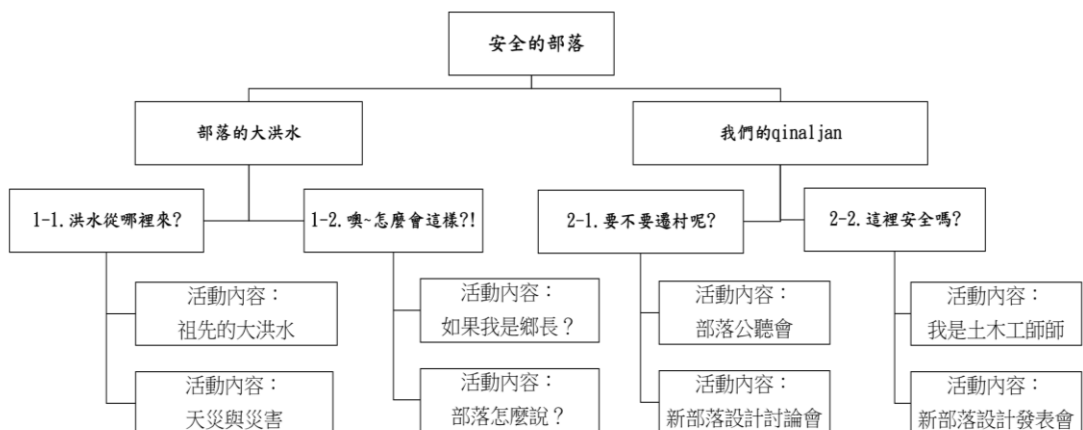 安全的部落
部落的大洪水
我們的qinaljan
1-1.洪水從哪裡來?
1-2.噢~怎麼會這樣?!
2-1.要不要遷村呢?
2-2.這裡安全嗎?
活動內容：
祖先的大洪水
活動內容：
如果我是鄉長？
活動內容：
部落公聽會
活動內容：
我是土木工師師
活動內容：
天災與災害
活動內容：
部落怎麼說？
活動內容：
新部落設計討論會
活動內容：
新部落設計發表會